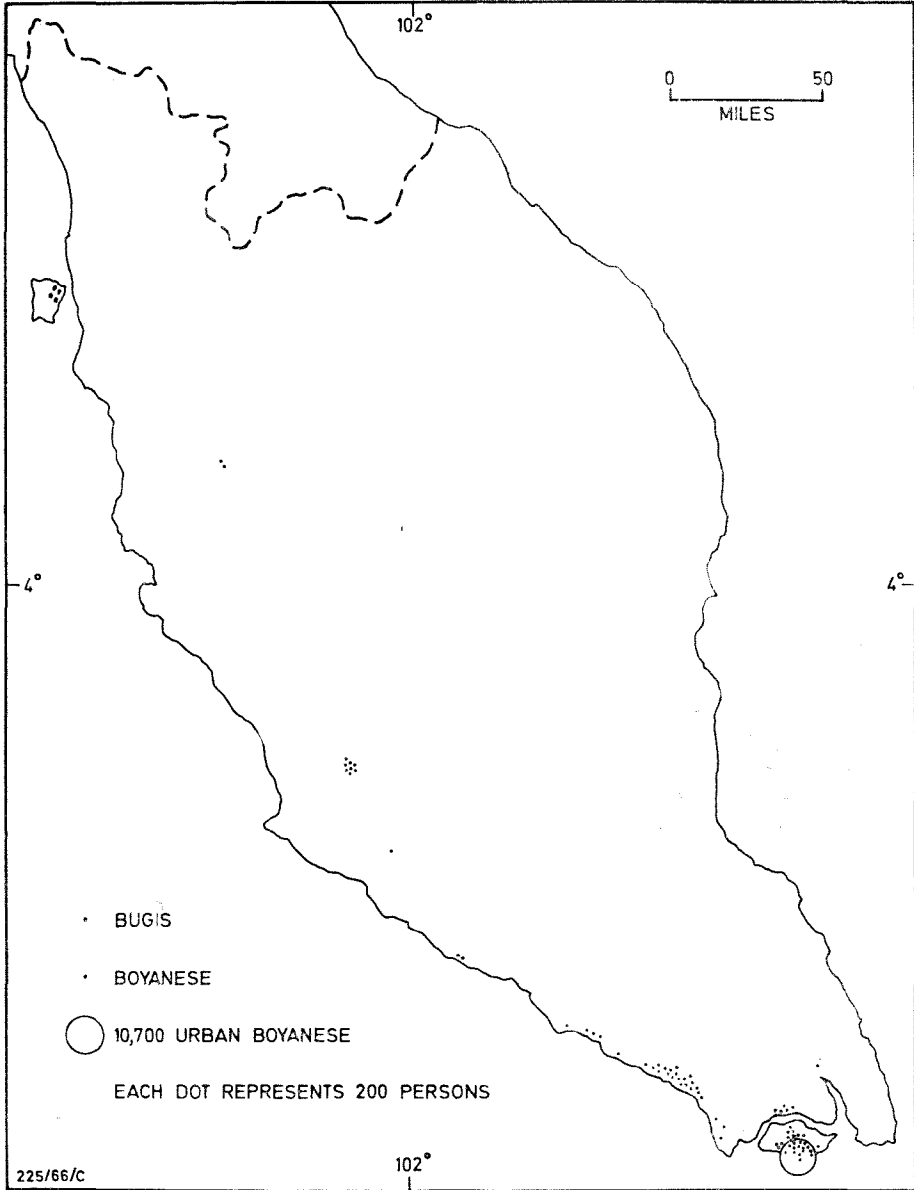 102°
0 50
MILES
4° 4°
BUGIS
BOYANESE
10,700 URBAN BOYANESE
EACH DOT REPRESENTS 200 PERSONS
102°
225/66/C